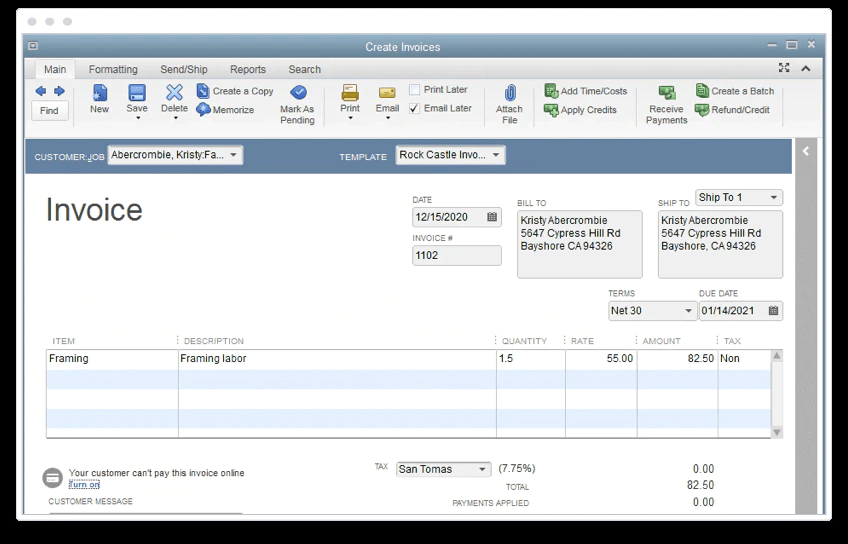 Create Invoices
Main Formatting Send/Ship Reports Search
Find
New
Save
Delete
Create a Copy
Memorize
Mark As
Pending
Print
Email
Print Later
Email Later
Attach
File
Add Time/Costs
Apply Credits
Receive
Payments
Create a Batch
Refund/Credit
CUSTOMER:JOB Abercrombie, Kristy:Fa...
TEMPLATE Rock Castle Invo...
Invoice
DATE
12/15/2020
INVOICE #
1102
BILL TO
Kristy Abercrombie
5647 Cypress Hill Rd
Bayshore CA 94326
SHIP TO Ship To 1
Kristy Abercrombie
5647 Cypress Hill Rd
Bayshore, CA 94326
TERMS
Net 30
DUE DATE
01/14/2021
ITEM DESCRIPTION QUANTITY RATE AMOUNT TAX
Framing Framing labor 1.5 55.00 82.50 Non
Your customer can't pay this invoice online
Turn on
CUSTOMER MESSAGE
TAX San Tomas (7.75%) 0.00
TOTAL 82.50
PAYMENTS APPLIED 0.00